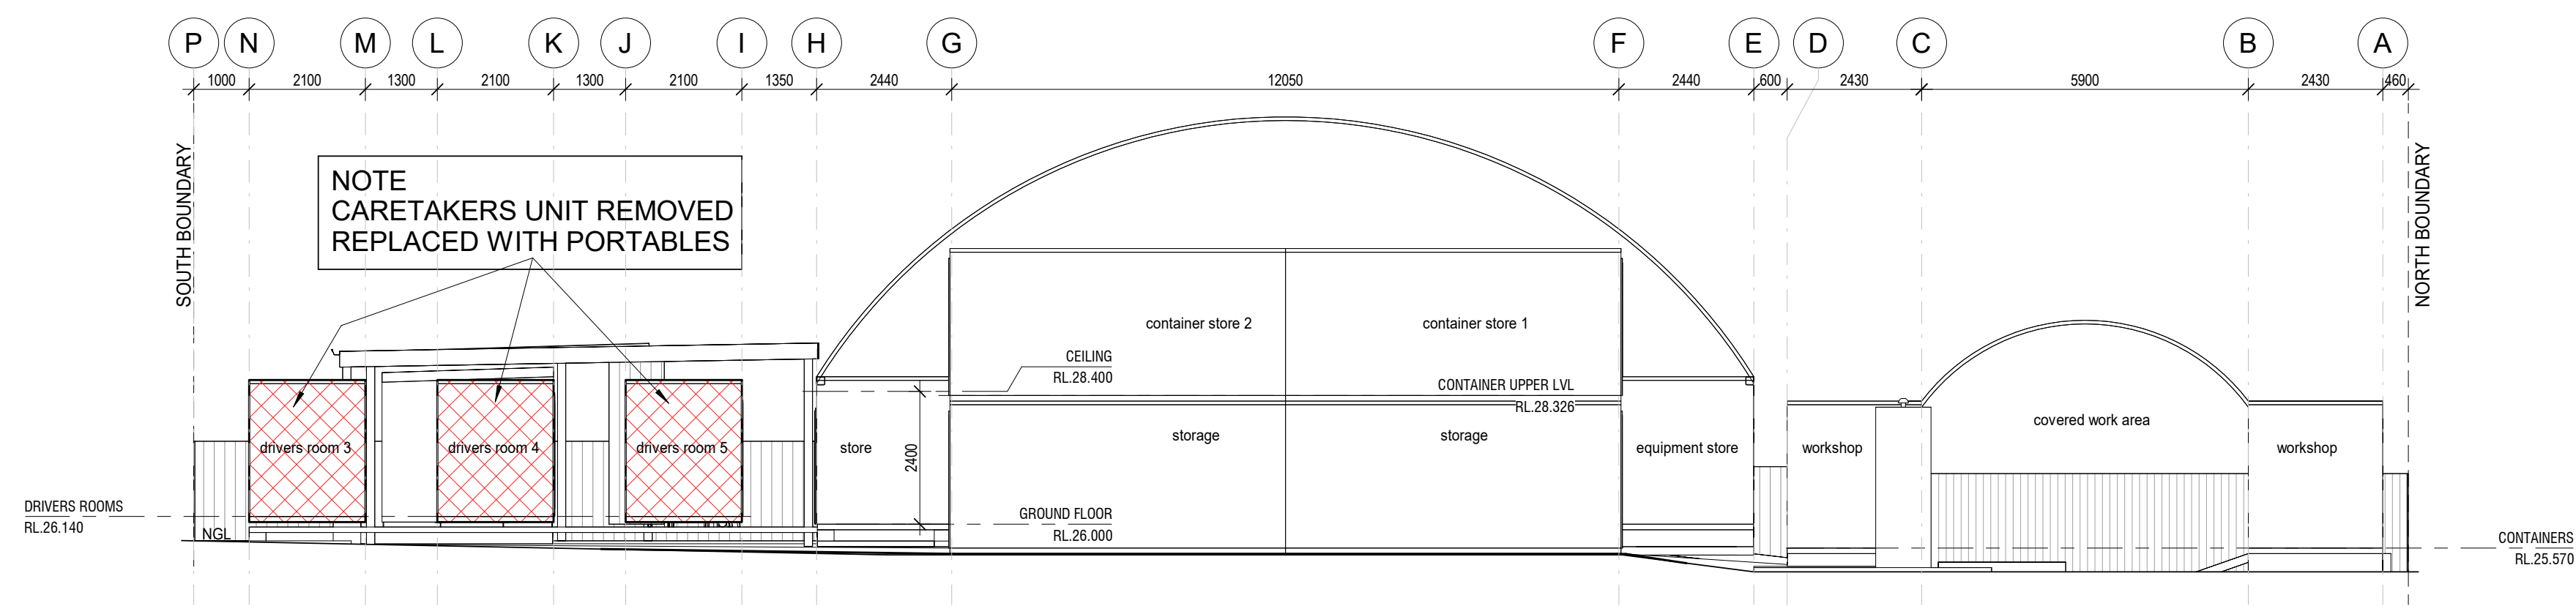 P N M L K J I H G F E D C B A
1000 2100 1300 2100 1300 2100 1350 2440 12050 2440 600 2430 5900 2430 460
SOUTH BOUNDARY
NORTH BOUNDARY
NOTE
CARETAKERS UNIT REMOVED
REPLACED WITH PORTABLES
container store 2
container store 1
CEILING
RL.28.400
CONTAINER UPPER LVL
RL.28.326
drivers room 3
drivers room 4
drivers room 5
store
2400
storage
storage
equipment store
workshop
covered work area
workshop
DRIVERS ROOMS
RL.26.140
NGL
GROUND FLOOR
RL.26.000
CONTAINERS
RL.25.570